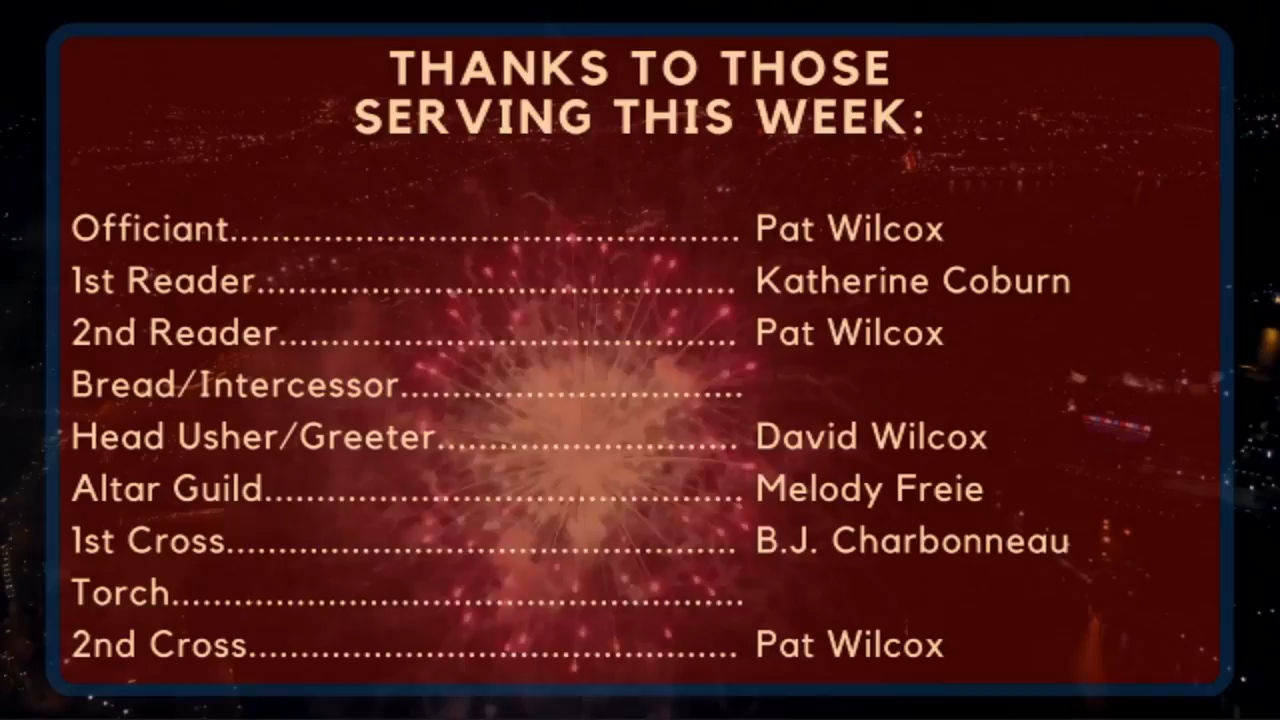 THANKS TO THOSE
SERVING THIS WEEK:
Officiant................................................. Pat Wilcox
1st Reader.............................................. Katherine Coburn
2nd Reader............................................ Pat Wilcox
Bread/Intercessor.................................
Head Usher/Greeter............................. David Wilcox
Altar Guild.............................................. Melody Freie
1st Cross................................................. B.J. Charbonneau
Torch.......................................................
2nd Cross............................................... Pat Wilcox